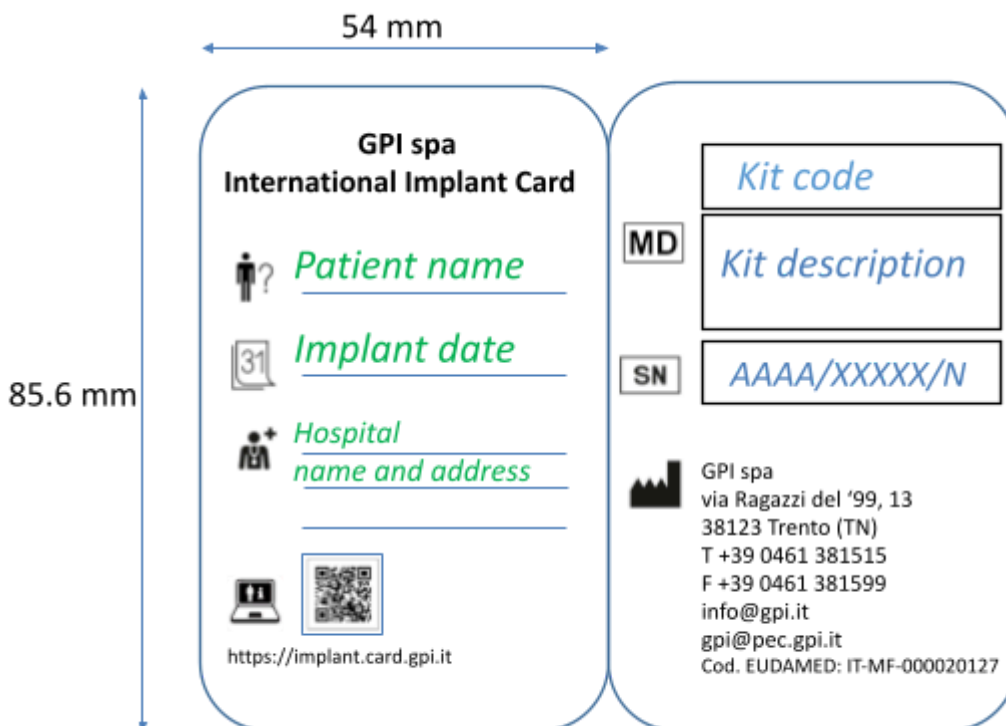 54 mm
85.6 mm
GPI spa
International Implant Card
?
Patient name
31
Implant date
Hospital
name and address
https://implant.card.gpi.it
Kit code
MD
Kit description
SN
AAAA/XXXXX/N
GPI spa
via Ragazzi del ‘99, 13
38123 Trento (TN)
T +39 0461 381515
F +39 0461 381599
info@gpi.it
gpi@pec.gpi.it
Cod. EUDAMED: IT-MF-000020127